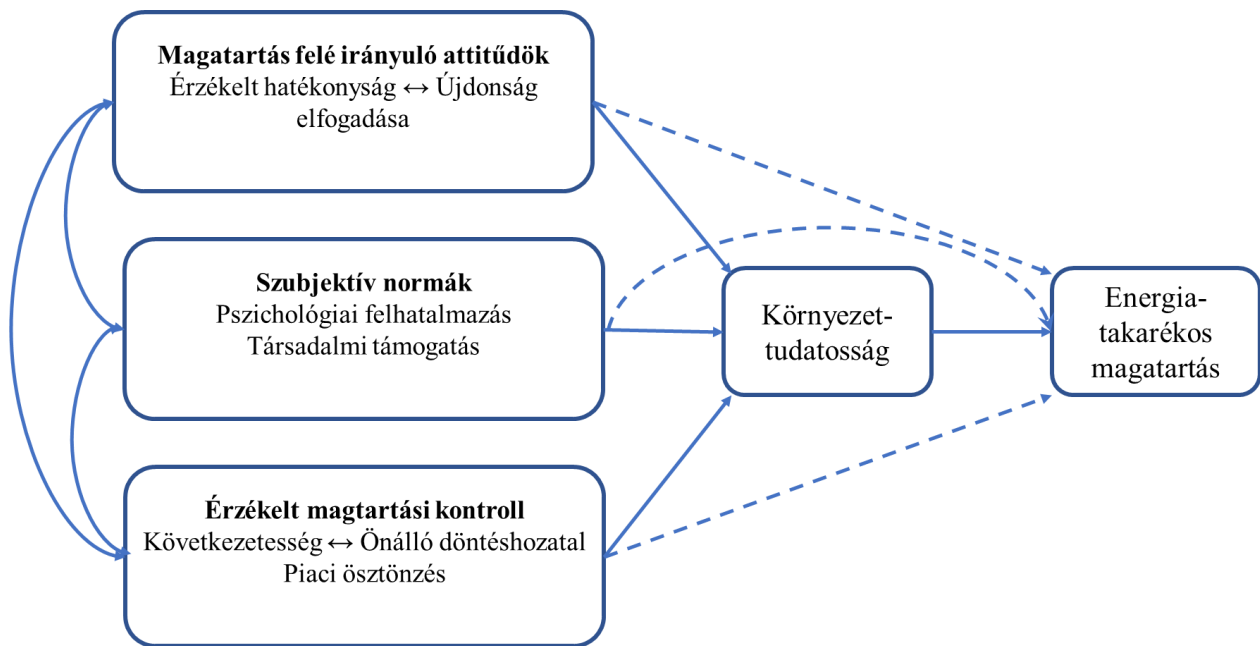 Magatartás felé irányuló attitűdök
Érzékelt hatékonyság ↔ Újdonság
elfogadása
Szubjektív normák
Pszichológiai felhatalmazás
Társadalmi támogatás
Érzékelt magtartási kontroll
Következetesség ↔ Önálló döntéshozatal
Piaci ösztönzés
Környezet-
tudatosság
Energia-
takarékos
magatartás